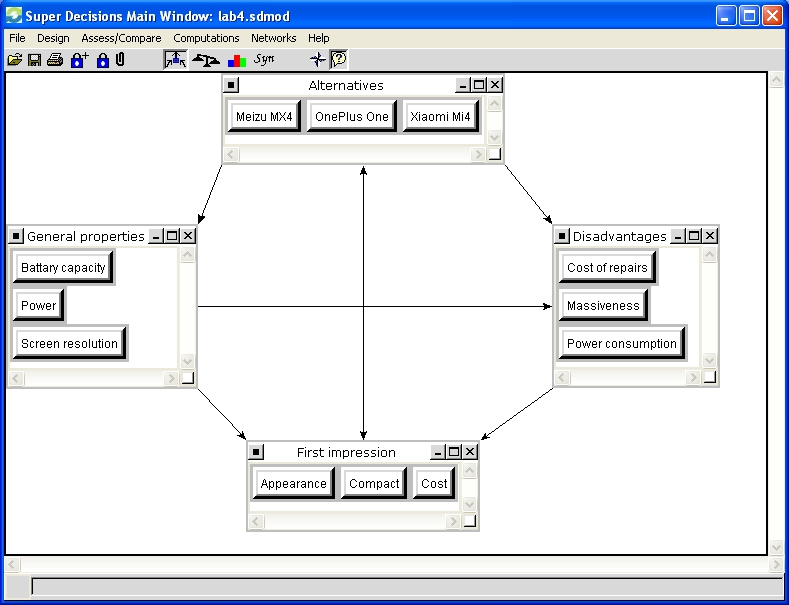 Super Decisions Main Window: lab4.sdmod
File Design Assess/Compare Computations Networks Help
Syn
Alternatives
Meizu MX4 OnePlus One Xiaomi Mi4
General properties
Battary capacity
Power
Screen resolution
Disadvantages
Cost of repairs
Massiveness
Power consumption
First impression
Appearance Compact Cost